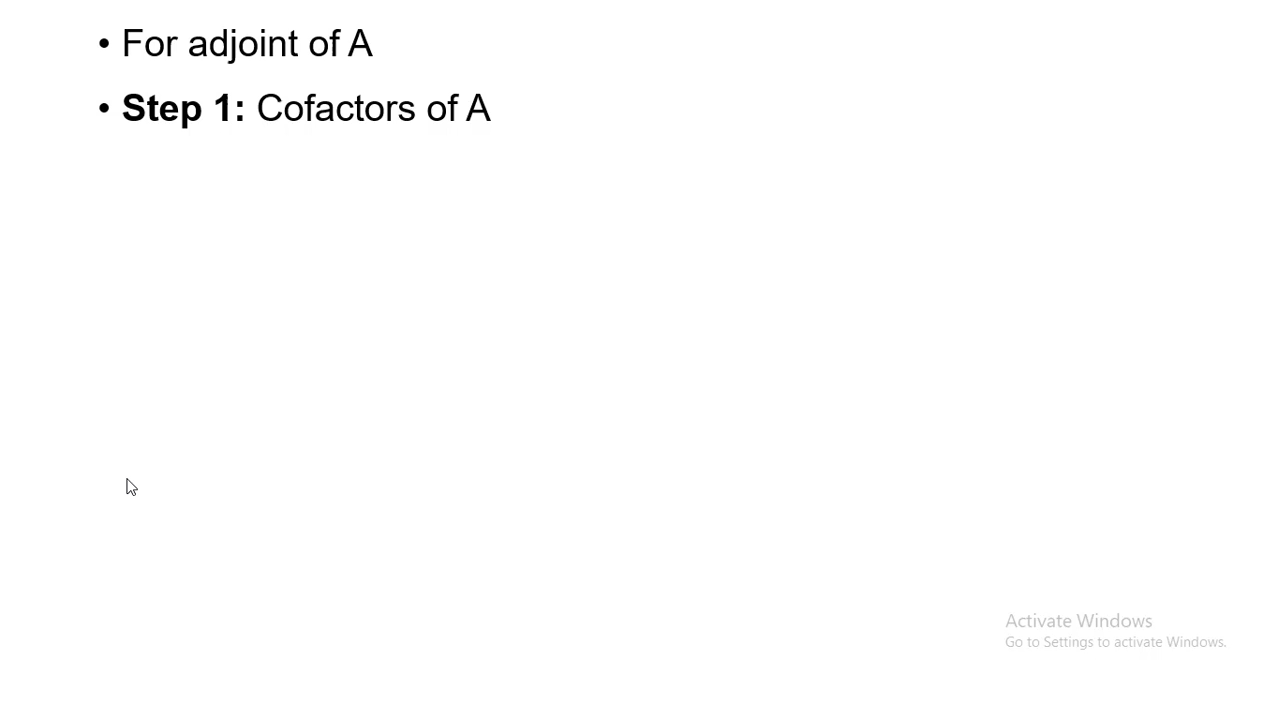 • For adjoint of A
• Step 1: Cofactors of A
Activate Windows
Go to Settings to activate Windows.